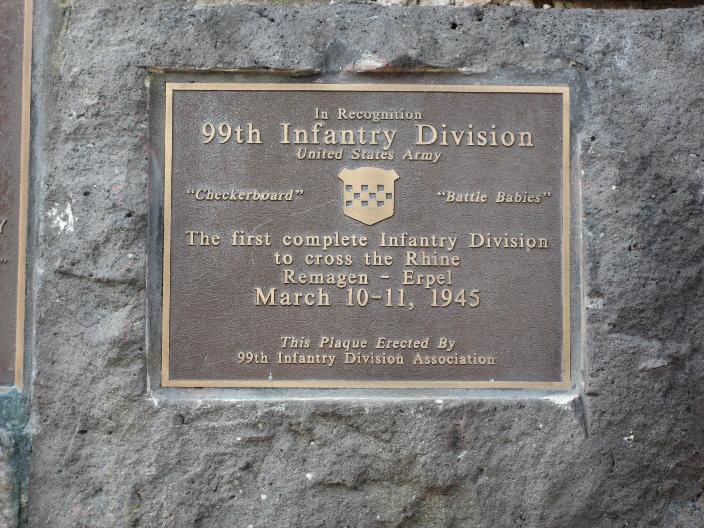 In Recognition
99th Infantry Division
United States Army
"Checkerboard" "Battle Babies"
The first complete Infantry Division
to cross the Rhine
Remagen - Erpel
March 10-11, 1945
This Plaque Erected By
99th Infantry Division Association